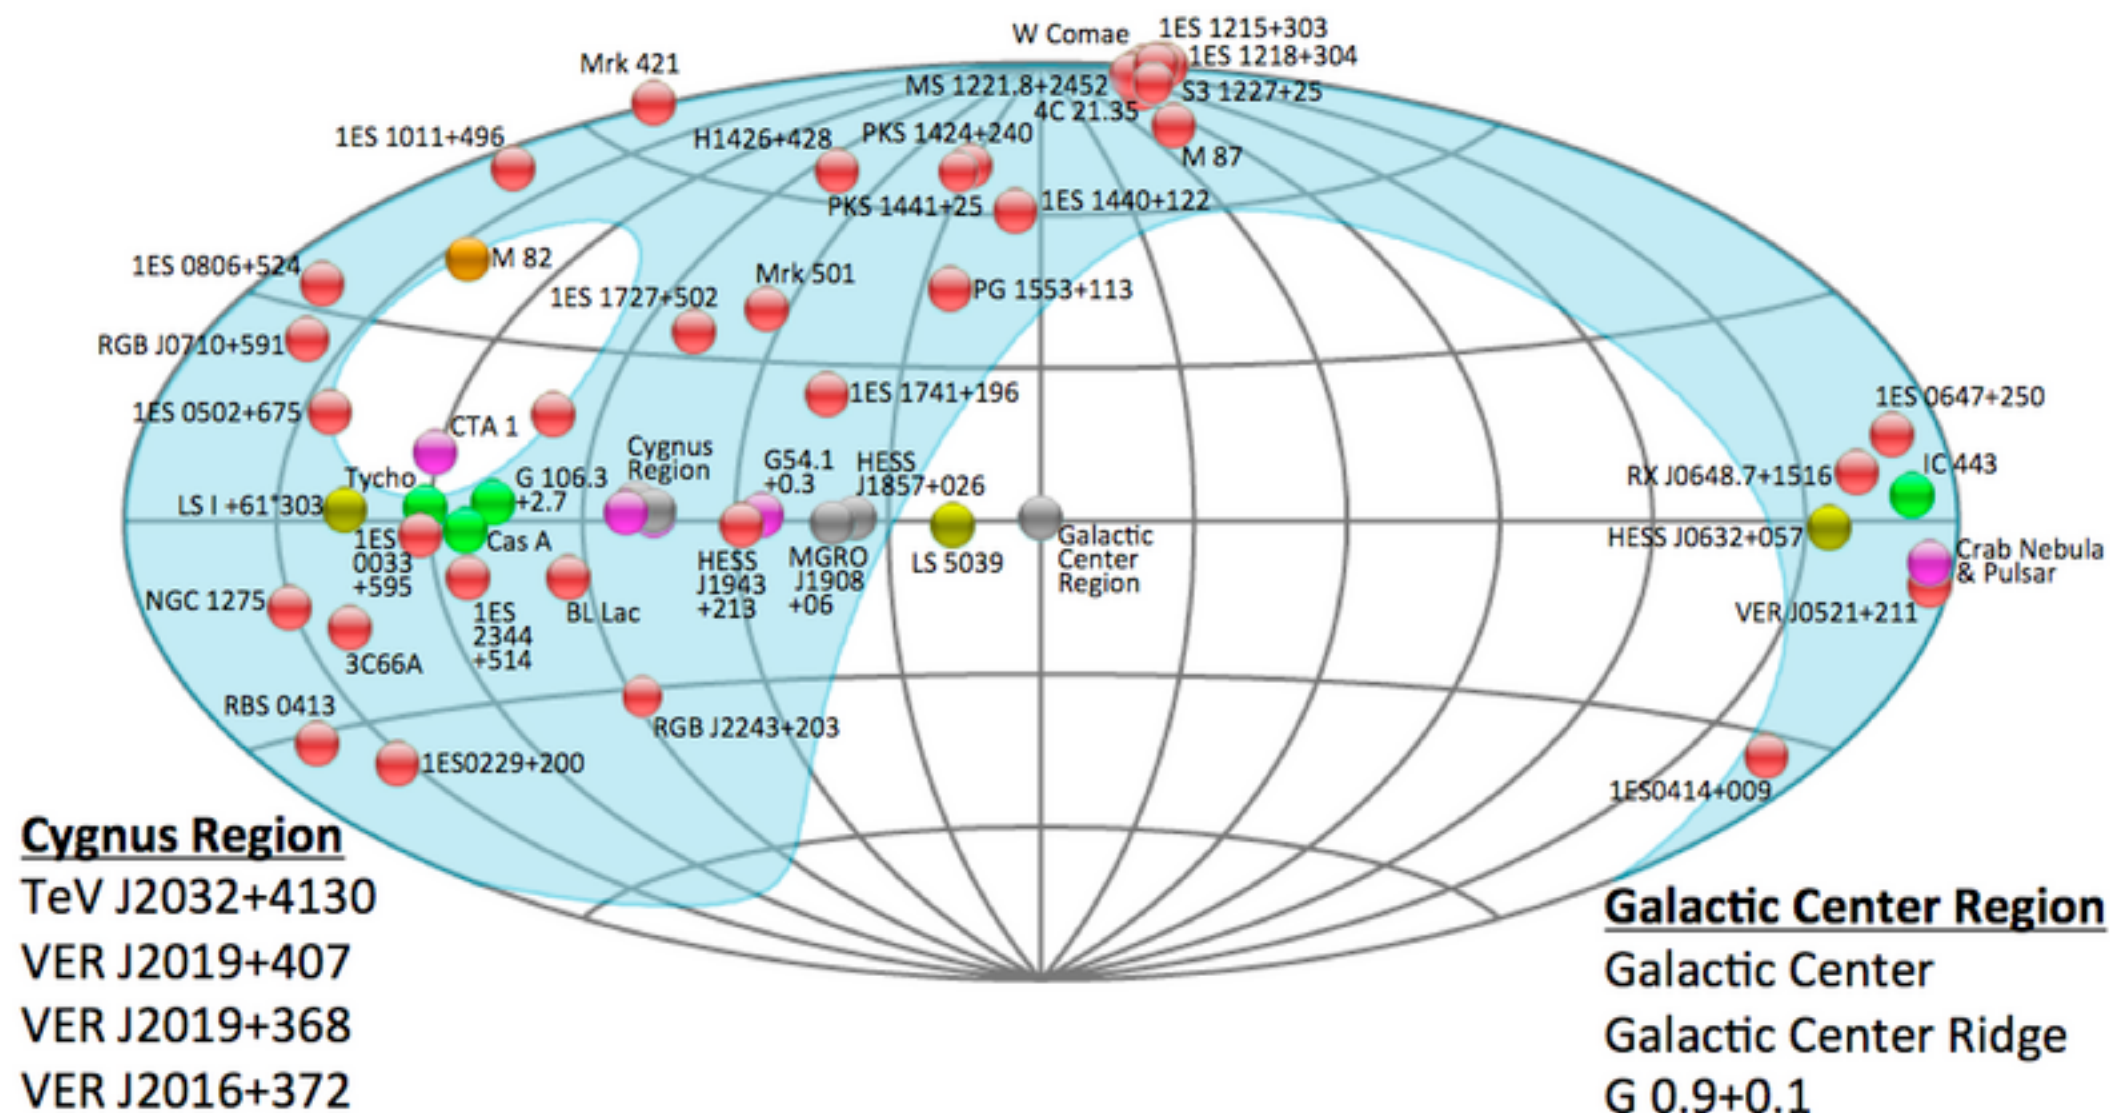 W Comae
1ES 1215+303
1ES 1218+304
Mrk 421
MS 1221.8+2452
S3 1227+25
4C 21.35
1ES 1011+496
H1426+428
PKS 1424+240
M 87
PKS 1441+25
1ES 1440+122
M 82
1ES 0806+524
Mrk 501
1ES 1727+502
PG 1553+113
RGB J0710+591
1ES 1741+196
1ES 0647+250
1ES 0502+675
CTA 1
Cygnus
Region
G54.1
+0.3
HESS
J1857+026
IC 443
RX J0648.7+1516
Tycho
G 106.3
+2.7
LS I +61°303
HESS J0632+057
Galactic
Center
Region
1ES
0033
+595
Cas A
HESS
J1943
+213
MGRO
J1908
+06
LS 5039
Crab Nebula
& Pulsar
NGC 1275
1ES
2344
+514
BL Lac
VER J0521+211
3C66A
RBS 0413
RGB J2243+203
1ES0229+200
1ES0414+009
Cygnus Region
TeV J2032+4130
VER J2019+407
VER J2019+368
VER J2016+372
Galactic Center Region
Galactic Center
Galactic Center Ridge
G 0.9+0.1